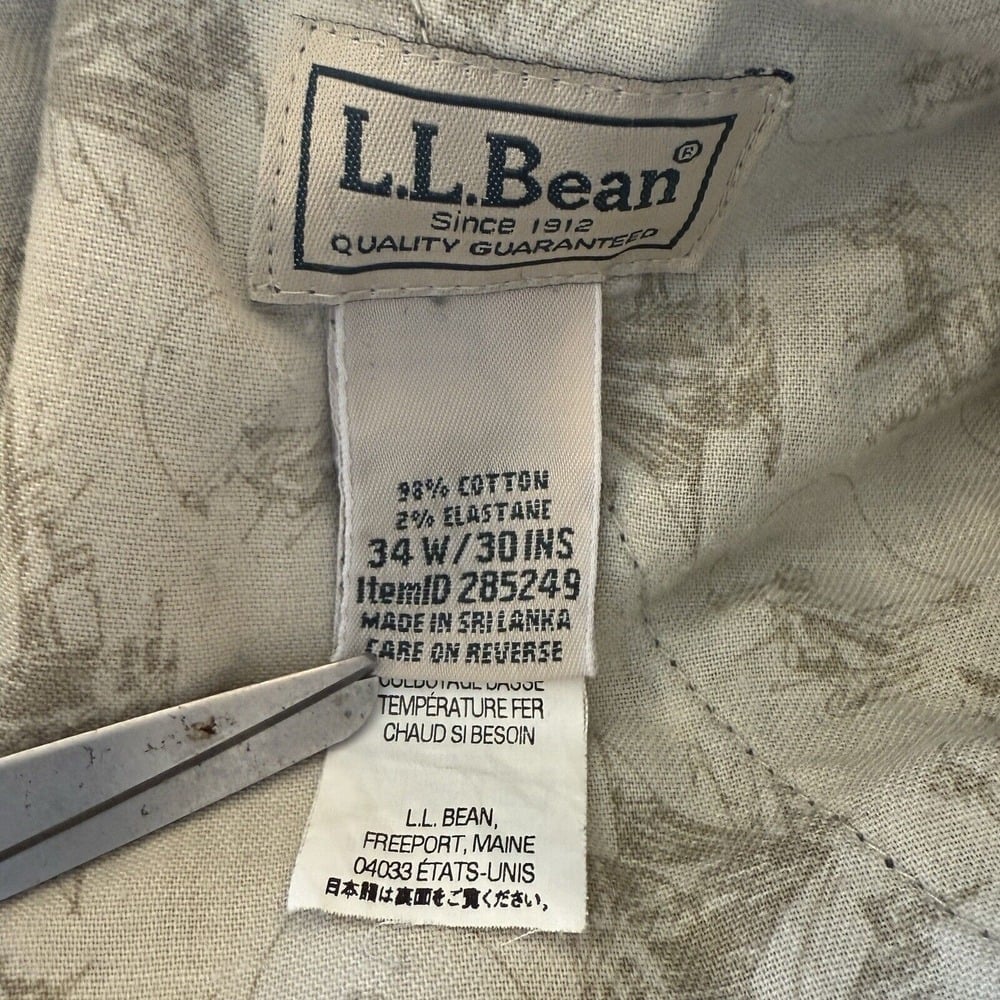 L.L.Bean®
Since 1912
QUALITY GUARANTEED
98% COTTON
2% ELASTANE
34 W/30 INS
ItemID 285249
MADE IN SRI LANKA
CARE ON REVERSE
TEMPÉRATURE FER
CHAUD SI BESOIN
L.L. BEAN,
FREEPORT, MAINE
04033 ÉTATS-UNIS
日本語は裏面をご覧ください。